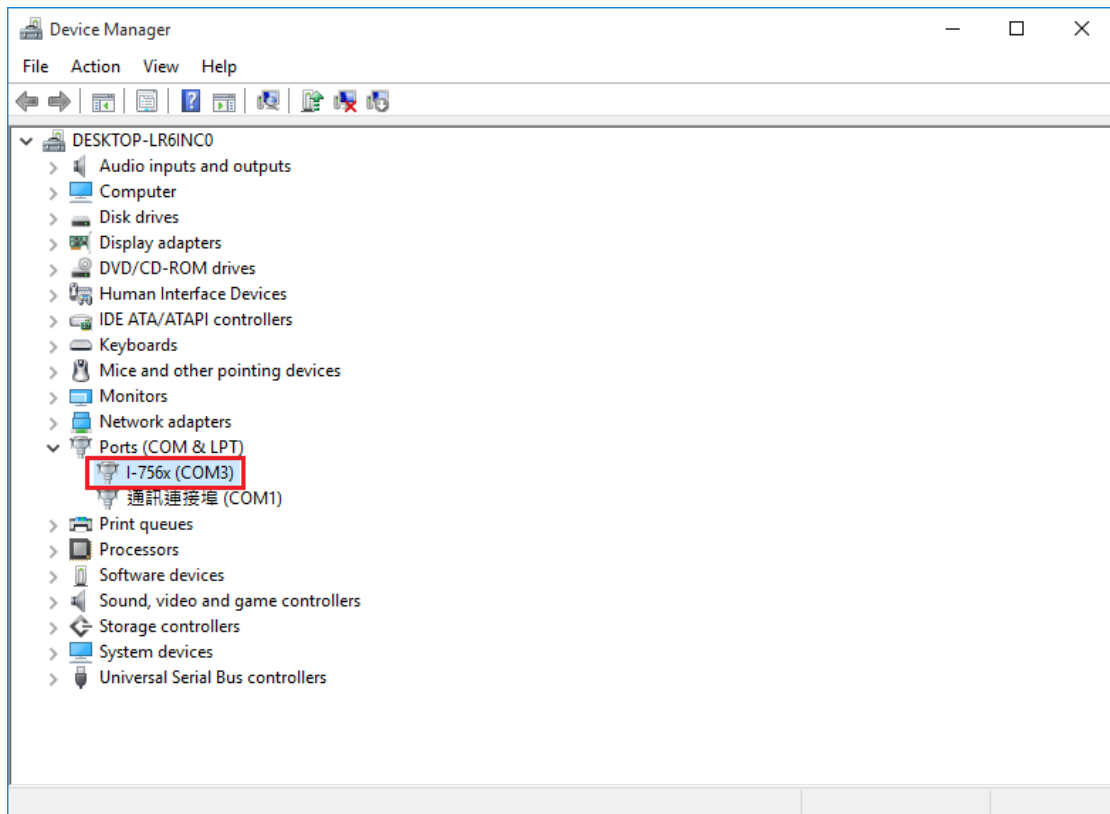 Device Manager
File Action View Help
DESKTOP-LR6INC0
Audio inputs and outputs
Computer
Disk drives
Display adapters
DVD/CD-ROM drives
Human Interface Devices
IDE ATA/ATAPI controllers
Keyboards
Mice and other pointing devices
Monitors
Network adapters
Ports (COM & LPT)
I-756x (COM3)
通訊連接埠 (COM1)
Print queues
Processors
Software devices
Sound, video and game controllers
Storage controllers
System devices
Universal Serial Bus controllers